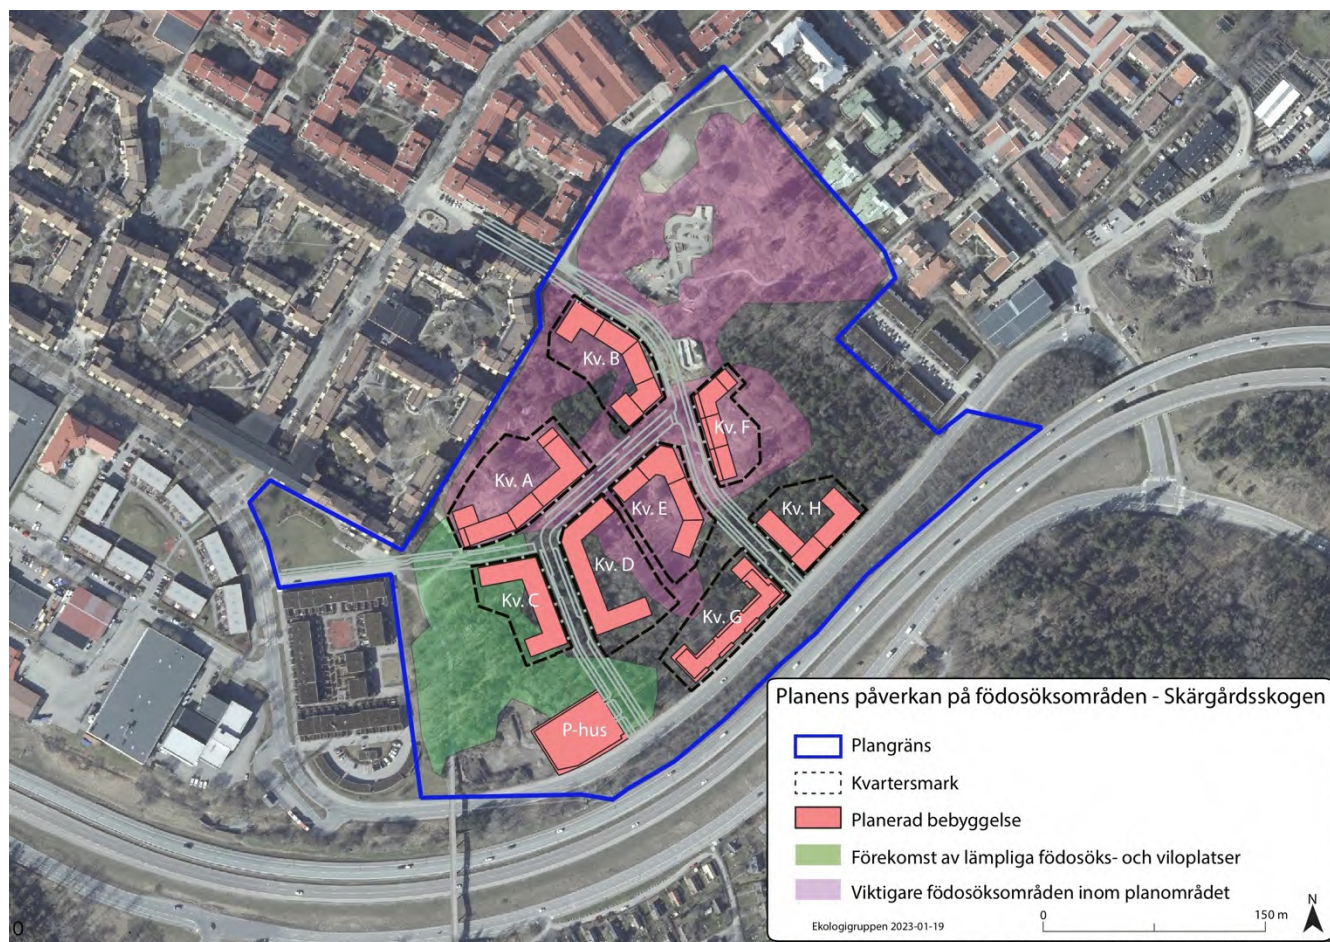 Kv. B
Kv. F
Kv. A
Kv. E
Kv. H
Kv. D
Kv. C
Kv. G
P-hus
Planens påverkan på födosöksområden - Skärgårdsskogen
Plangräns
Kvartersmark
Planerad bebyggelse
Förekomst av lämpliga födosöks- och viloplatser
Viktigare födosöksområden inom planområdet
Ekologigruppen 2023-01-19
0 150 m
N
0